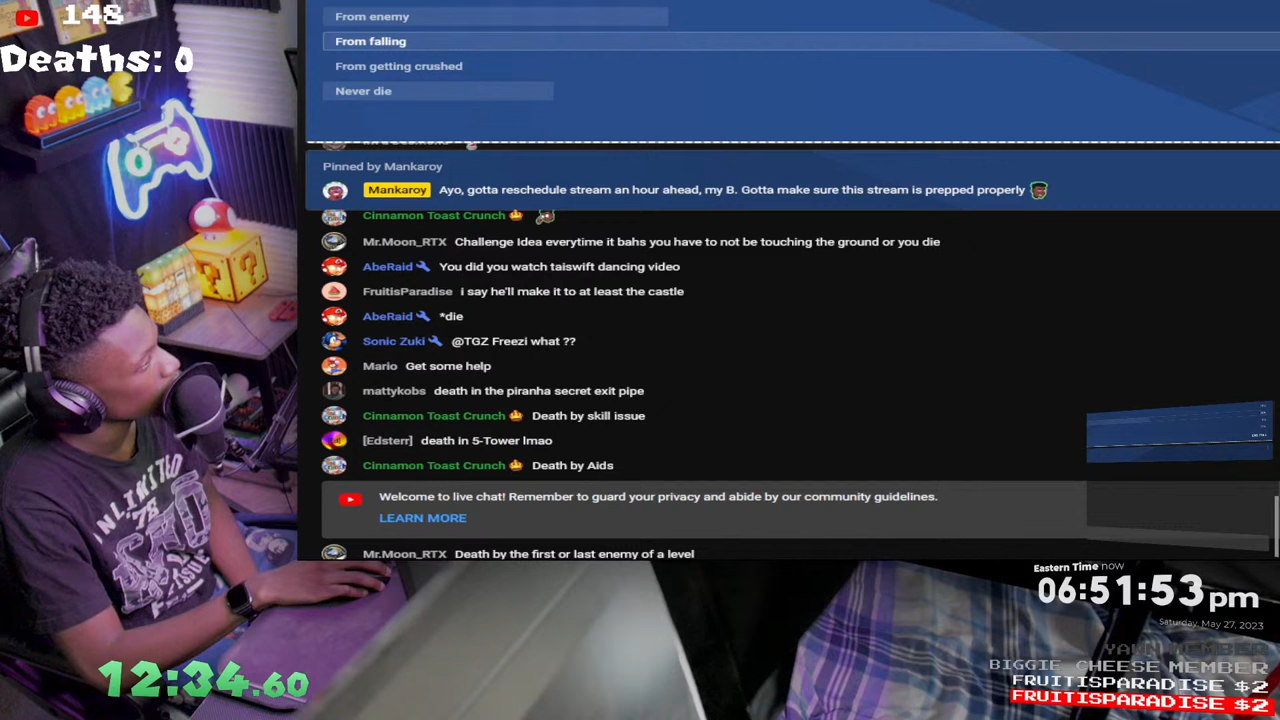 148
Deaths: 0
From enemy
From falling
From getting crushed
Never die
Pinned by Mankaroy
Mankaroy Ayo, gotta reschedule stream an hour ahead, my B. Gotta make sure this stream is prepped properly
Cinnamon Toast Crunch
Mr.Moon_RTX Challenge Idea everytime it bahs you have to not be touching the ground or you die
AbeRaid You did you watch taiswift dancing video
FruitisParadise i say he'll make it to at least the castle
AbeRaid *die
Sonic Zuki @TGZ Freezi what ??
Mario Get some help
mattykobs death in the piranha secret exit pipe
Cinnamon Toast Crunch Death by skill issue
[Edsterr] death in 5-Tower lmao
Cinnamon Toast Crunch Death by Aids
Welcome to live chat! Remember to guard your privacy and abide by our community guidelines.
LEARN MORE
Mr.Moon_RTX Death by the first or last enemy of a level
Eastern Time now
06:51:53 pm
Saturday, May 27, 2023
MEMBER
BIGGIE CHEESE MEMBER
FRUITISPARADISE $2
FRUITISPARADISE $2
12:34.60